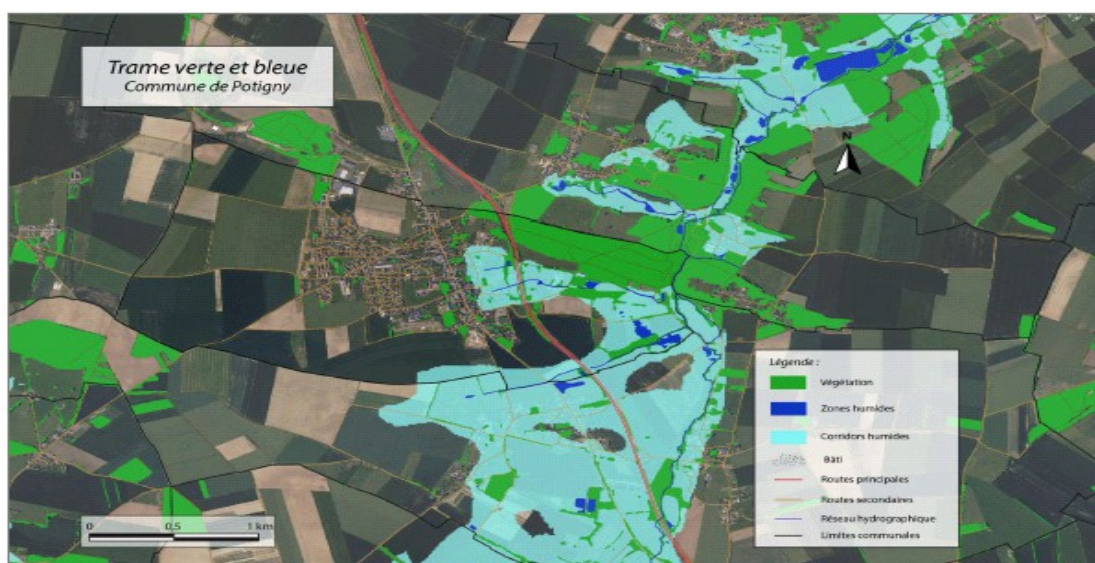 Trame verte et bleue
Commune de Potigny
N
Légende :
Végétation
Zones humides
Corridors humides
Bâti
Routes principales
Routes secondaires
Réseau hydrographique
Limites communales
0 0,5 1 km